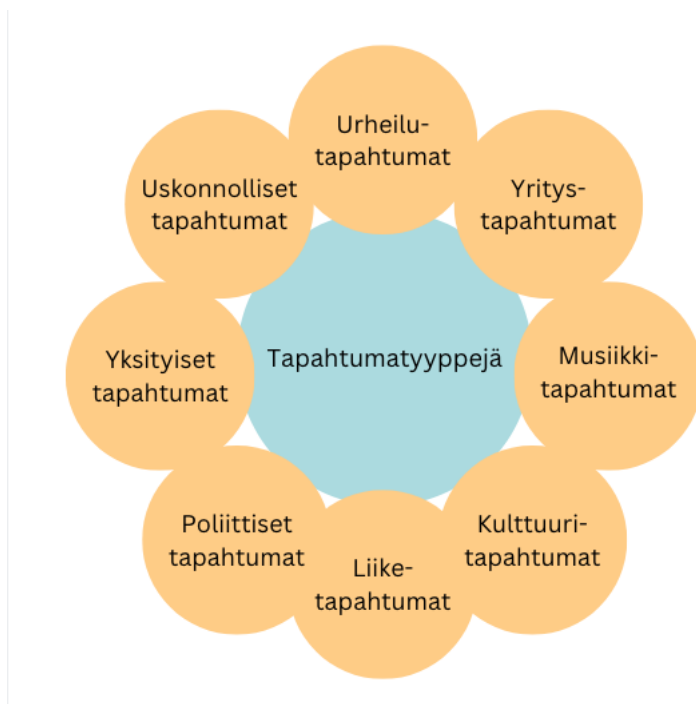 Urheilu-
tapahtumat
Yritys-
tapahtumat
Musiikki-
tapahtumat
Kulttuuri-
tapahtumat
Liike-
tapahtumat
Poliittiset
tapahtumat
Yksityiset
tapahtumat
Uskonnolliset
tapahtumat
Tapahtumatyyppejä